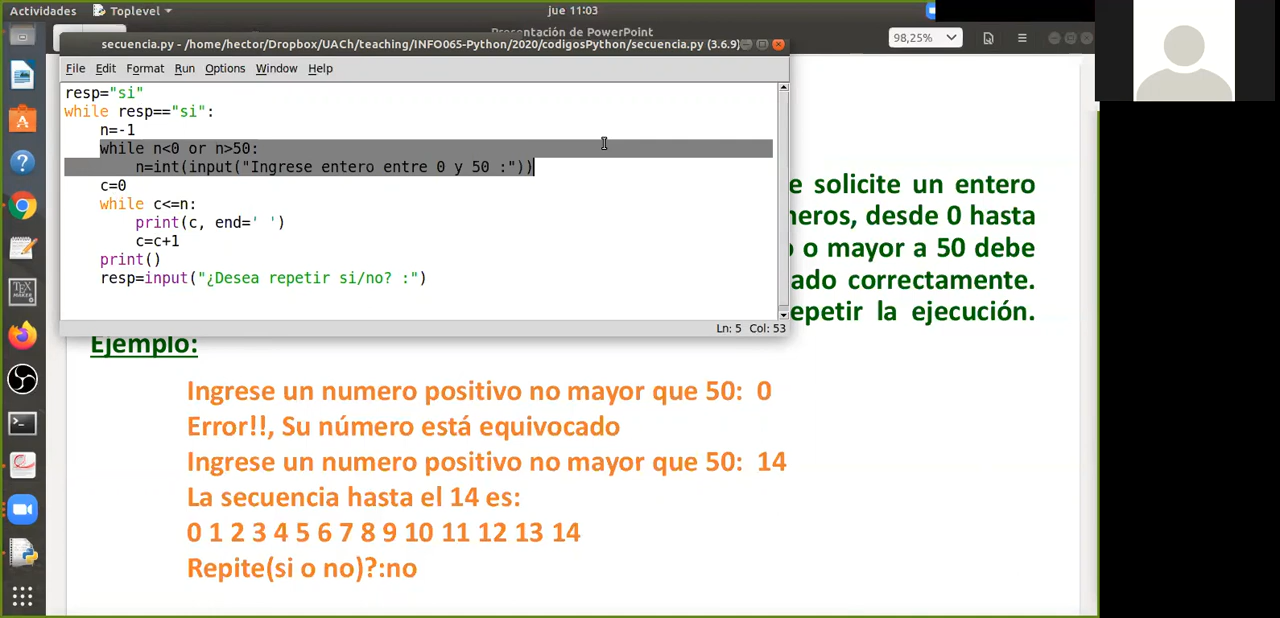 Actividades
Toplevel
jue 11:03
Presentación de PowerPoint
98,25%
secuencia.py - /home/hector/Dropbox/UACh/teaching/INFO065-Python/2020/codigosPython/secuencia.py (3.6.9)
File Edit Format Run Options Window Help
resp="si"
while resp=="si":
n=-1
while n<0 or n>50:
n=int(input("Ingrese entero entre 0 y 50 :"))
c=0
while c<=n:
print(c, end=' ')
c=c+1
print()
resp=input("¿Desea repetir si/no? :")
Ln: 5 Col: 53
e solicite un entero
neros, desde 0 hasta
o mayor a 50 debe
ado correctamente.
epetir la ejecución.
Ejemplo:
Ingrese un numero positivo no mayor que 50: 0
Error!!, Su número está equivocado
Ingrese un numero positivo no mayor que 50: 14
La secuencia hasta el 14 es:
0 1 2 3 4 5 6 7 8 9 10 11 12 13 14
Repite(si o no)?:no